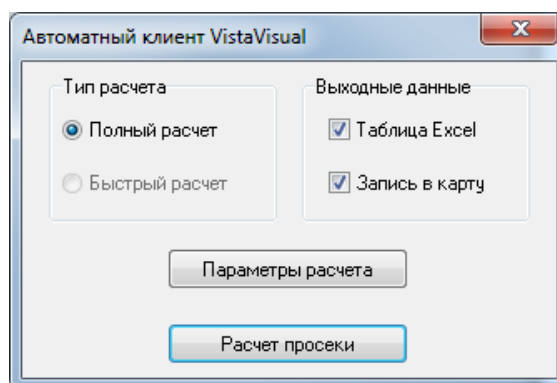 Автоматный клиент VistaVisual
Тип расчета
Полный расчет
Быстрый расчет
Выходные данные
Таблица Excel
Запись в карту
Параметры расчета
Расчет просеки